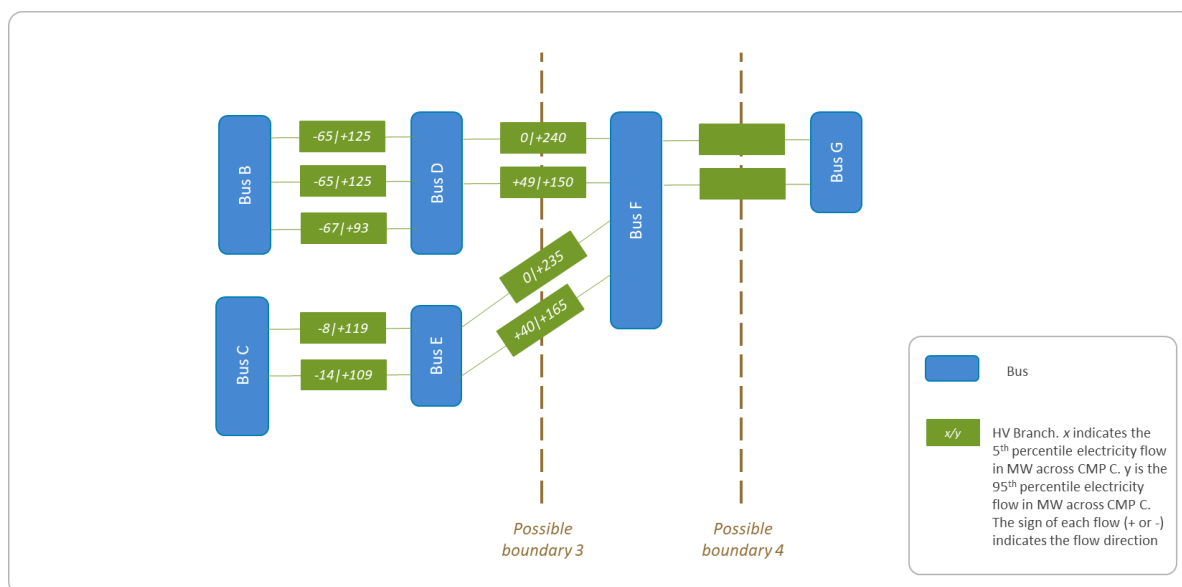 Bus B
-65|+125
-65|+125
-67|+93
Bus D
0|+240
+49|+150
Bus F
Bus G
0|+235
+40|+165
Bus C
-8|+119
-14|+109
Bus E
Possible
boundary 3
Possible
boundary 4
Bus
x/y
HV Branch. x indicates the
5th percentile electricity flow
in MW across CMP C. y is the
95th percentile electricity
flow in MW across CMP C.
The sign of each flow (+ or -)
indicates the flow direction